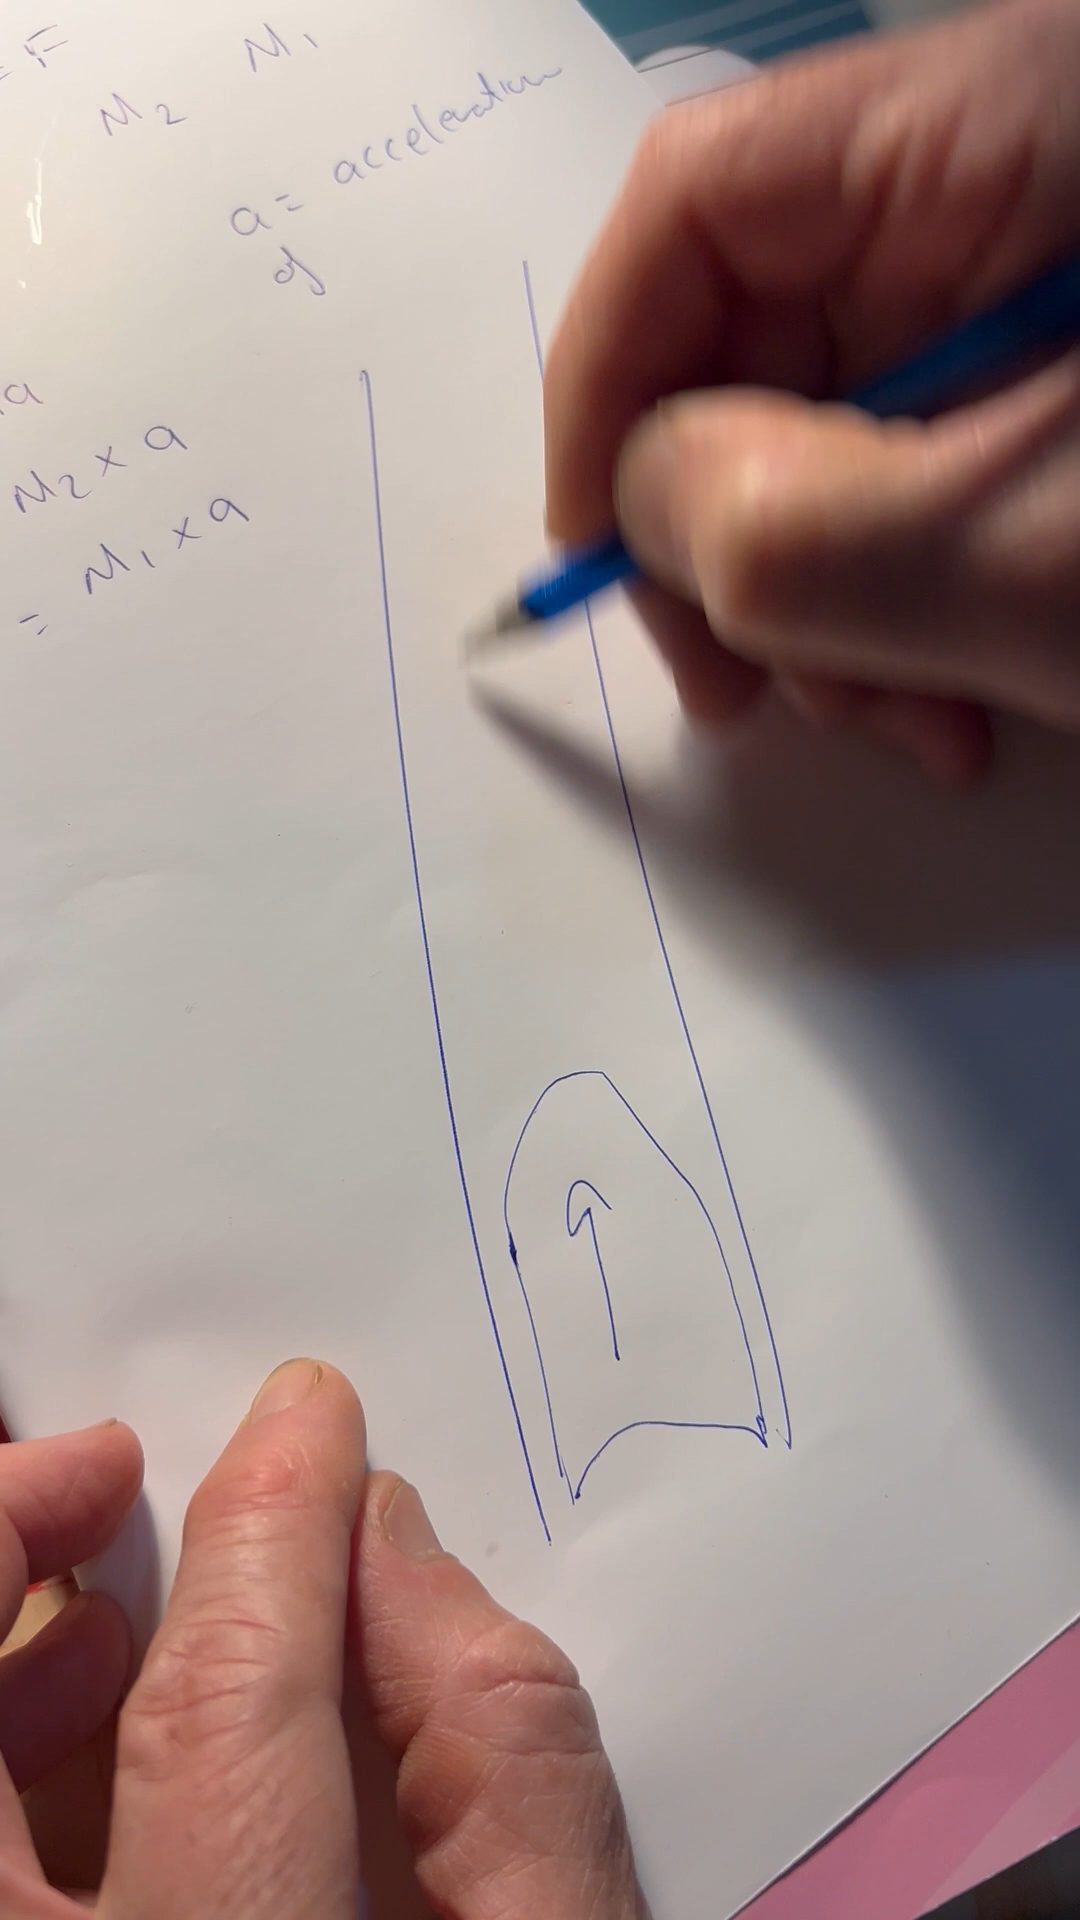 = F
M₂ M₁
a = acceleration
of
a
M₂ x a
= M₁ x a